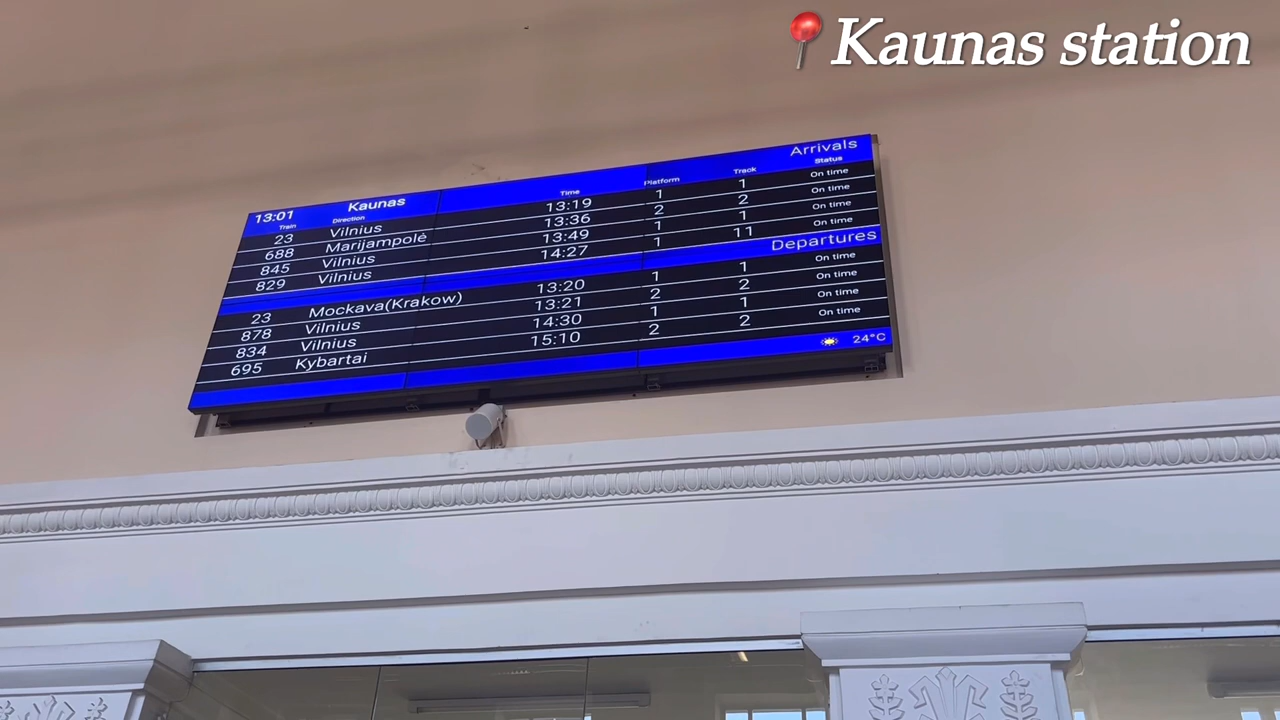 Kaunas station
13:01 Kaunas Arrivals
Train Direction Time Platform Track Status
23 Vilnius 13:19 1 1 On time
688 Marijampolė 13:36 2 2 On time
845 Vilnius 13:49 1 1 On time
829 Vilnius 14:27 1 11 On time
Departures
23 Mockava(Krakow) 13:20 1 1 On time
878 Vilnius 13:21 2 2 On time
834 Vilnius 14:30 1 1 On time
695 Kybartai 15:10 2 2 On time
24°C